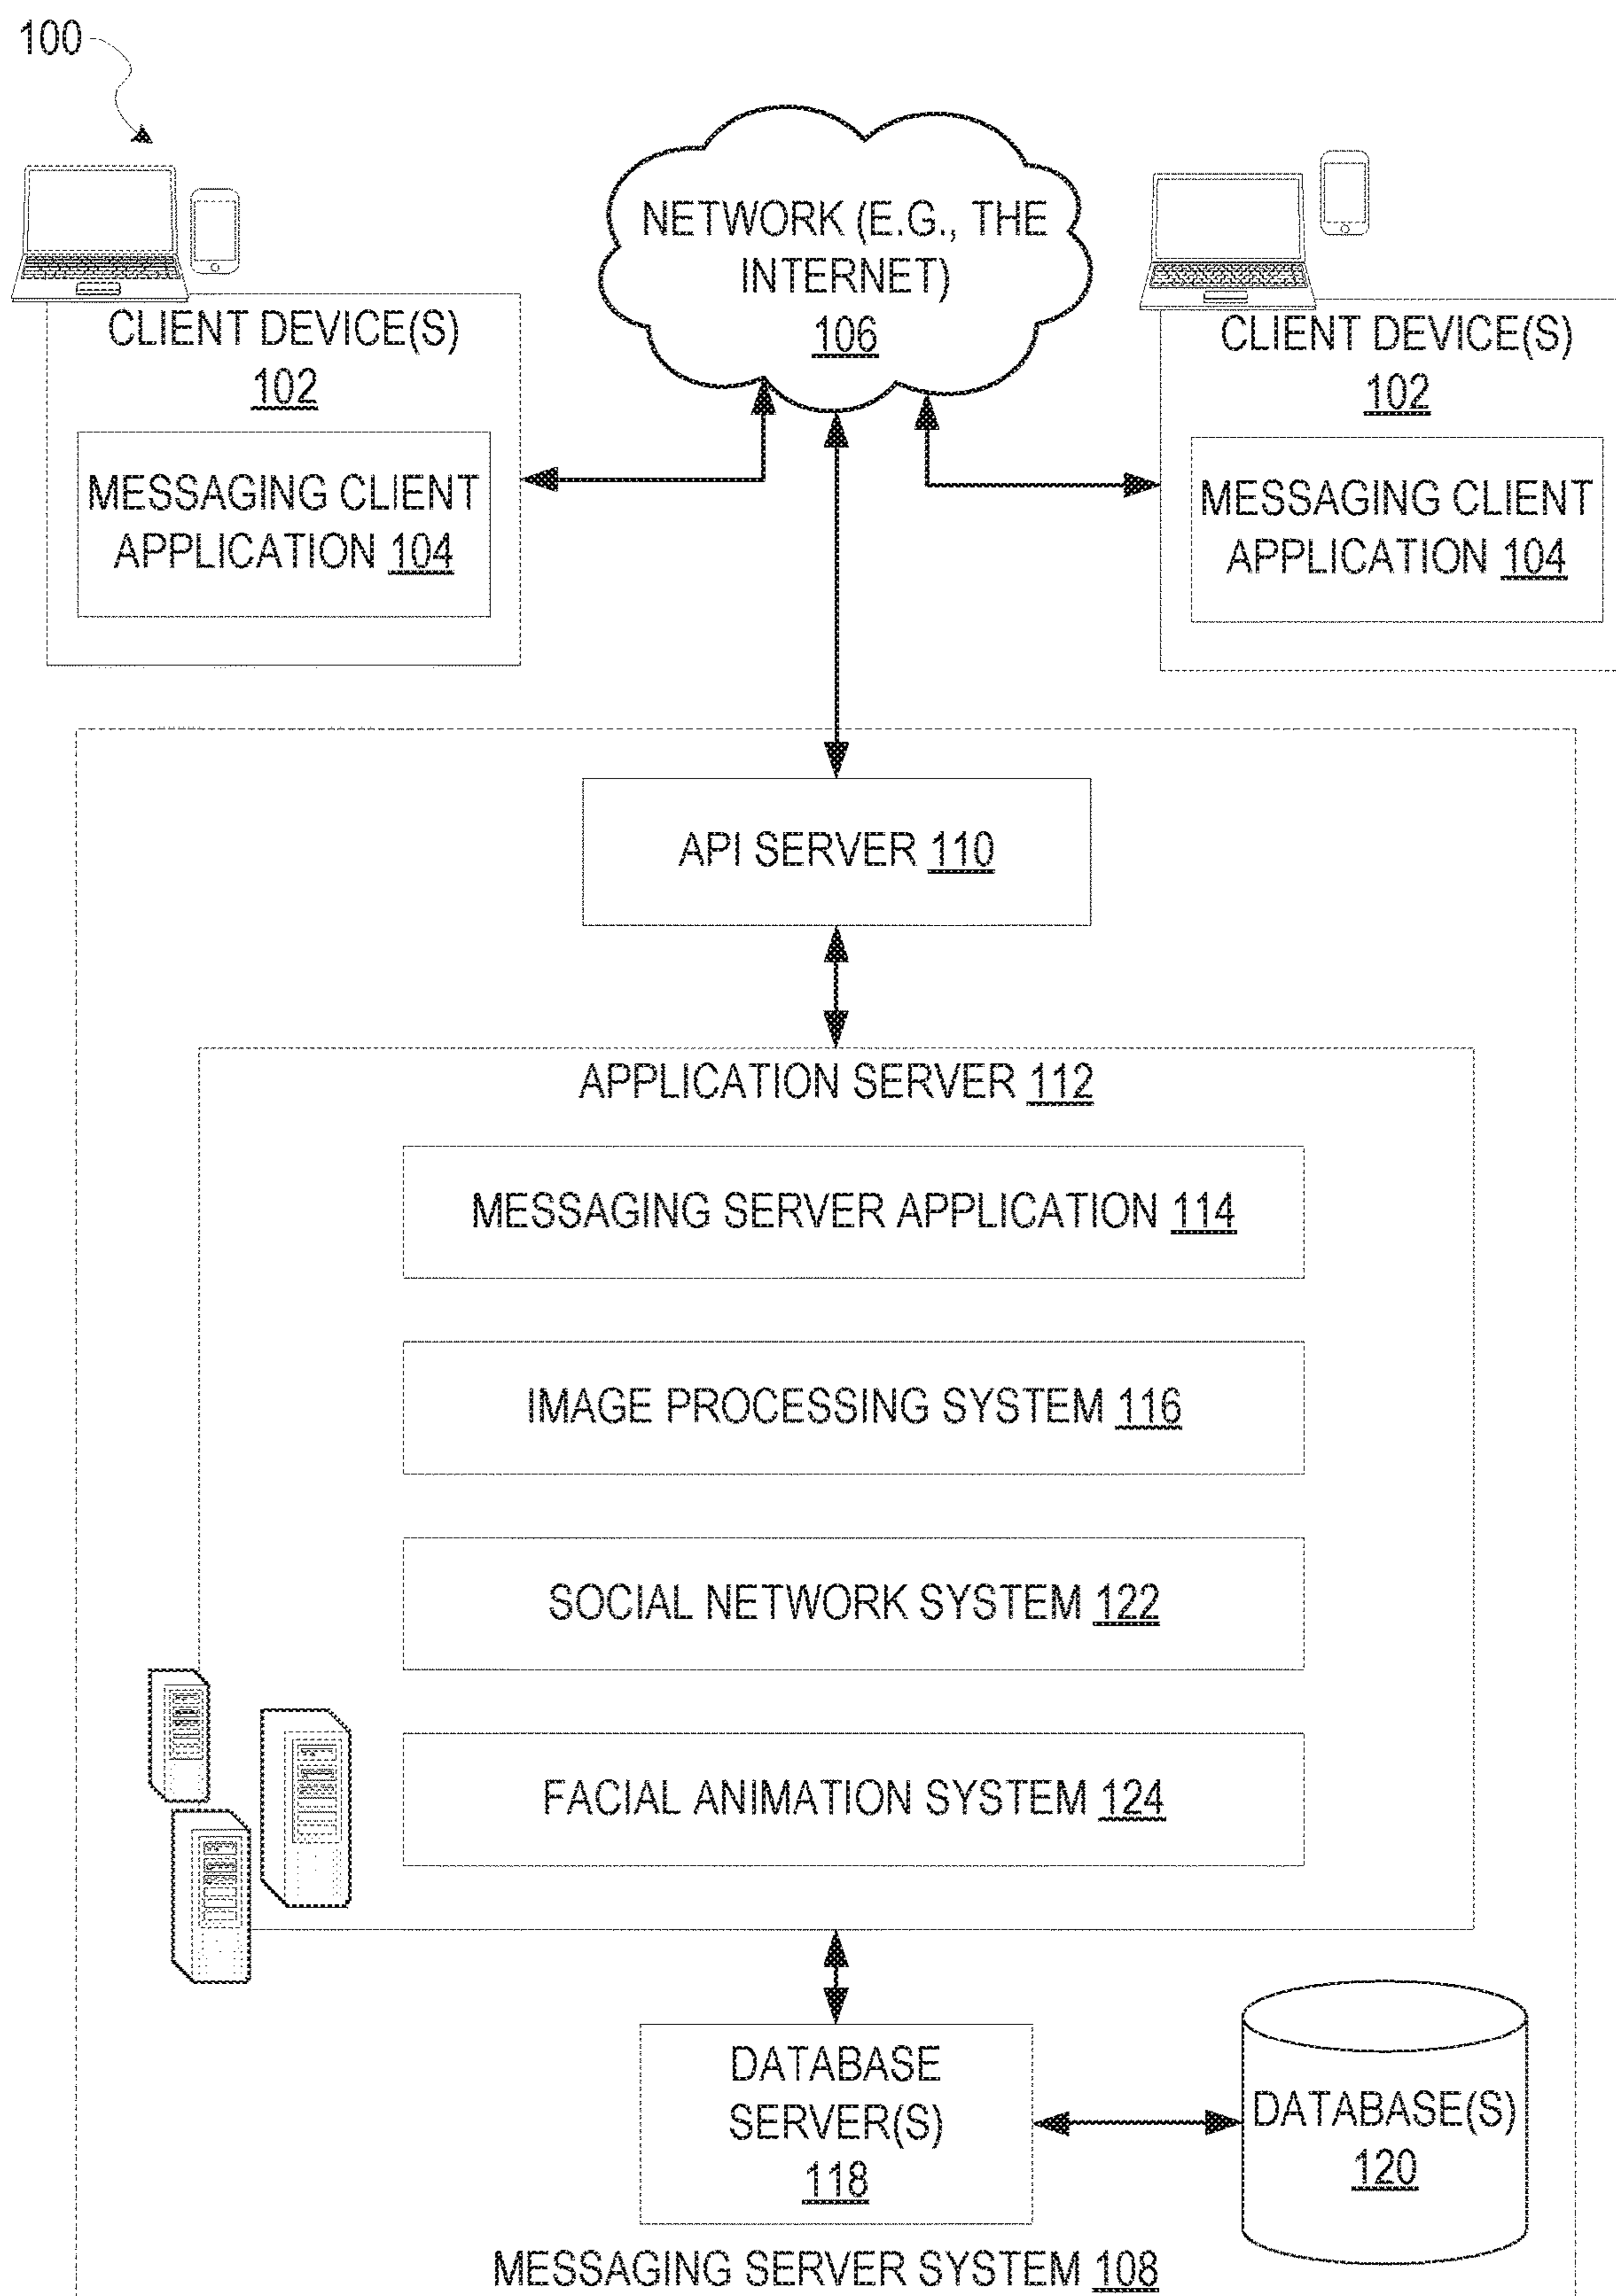 100
NETWORK (E.G., THE
INTERNET)
106
CLIENT DEVICE(S)
102
MESSAGING CLIENT
APPLICATION 104
CLIENT DEVICE(S)
102
MESSAGING CLIENT
APPLICATION 104
API SERVER 110
APPLICATION SERVER 112
MESSAGING SERVER APPLICATION 114
IMAGE PROCESSING SYSTEM 116
SOCIAL NETWORK SYSTEM 122
FACIAL ANIMATION SYSTEM 124
DATABASE
SERVER(S)
118
DATABASE(S)
120
MESSAGING SERVER SYSTEM 108